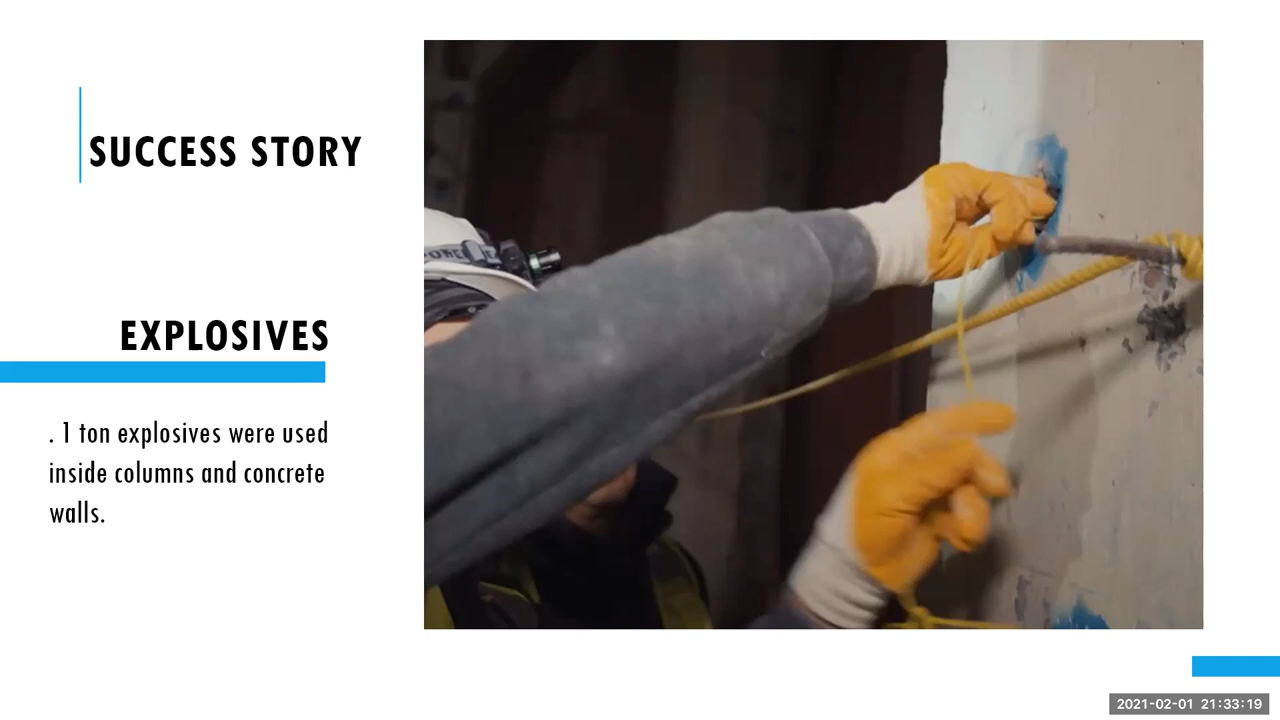 SUCCESS STORY
EXPLOSIVES
. 1 ton explosives were used
inside columns and concrete
walls.
2021-02-01 21:33:19